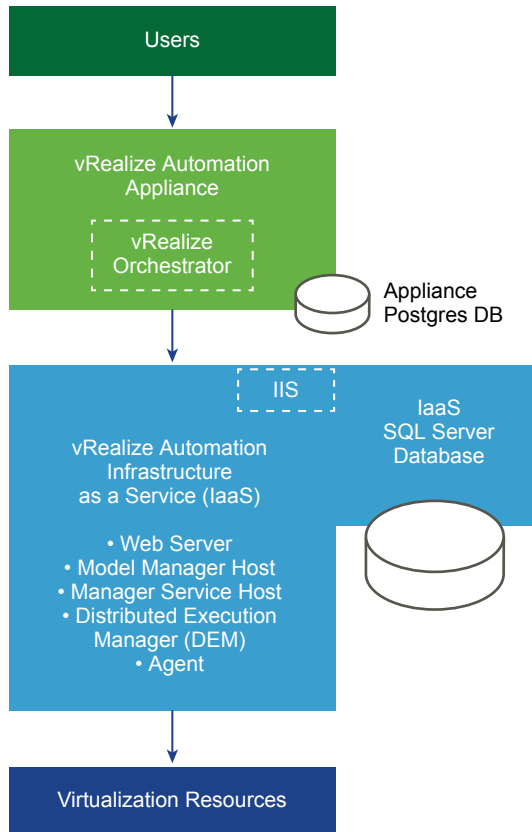 Users
vRealize Automation
Appliance
vRealize
Orchestrator
Appliance
Postgres DB
IIS
IaaS
SQL Server
Database
vRealize Automation
Infrastructure
as a Service (IaaS)
• Web Server
• Model Manager Host
• Manager Service Host
• Distributed Execution
Manager (DEM)
• Agent
Virtualization Resources